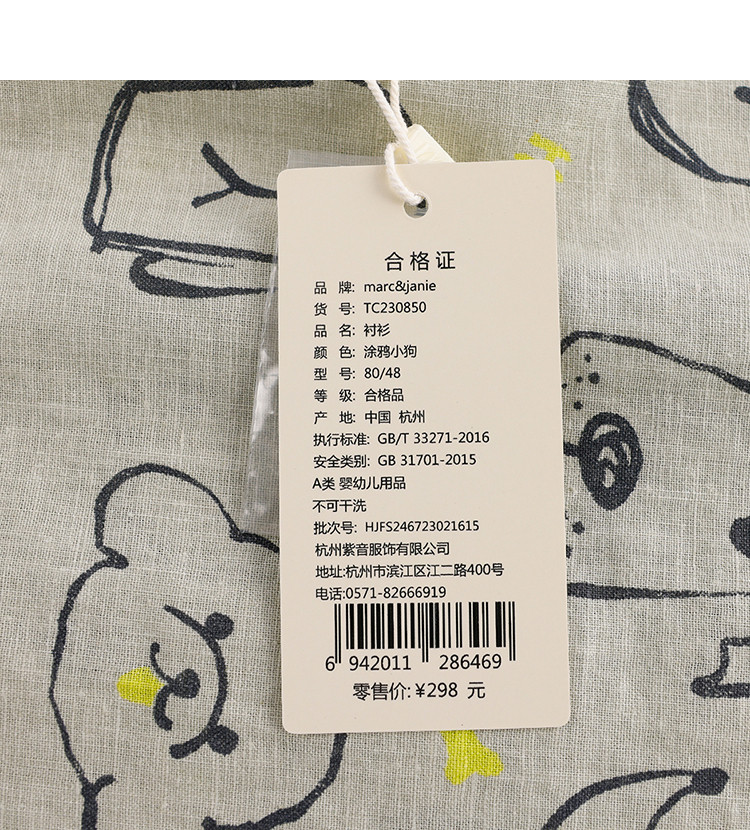 合格证
品 牌: marc&janie
货 号: TC230850
品 名: 衬衫
颜 色: 涂鸦小狗
型 号: 80/48
等 级: 合格品
产 地: 中国 杭州
执行标准: GB/T 33271-2016
安全类别: GB 31701-2015
A类 婴幼儿用品
不可干洗
批次号: HJFS246723021615
杭州紫音服饰有限公司
地址:杭州市滨江区江二路400号
电话:0571-82666919
6 942011 286469
零售价: ¥298 元